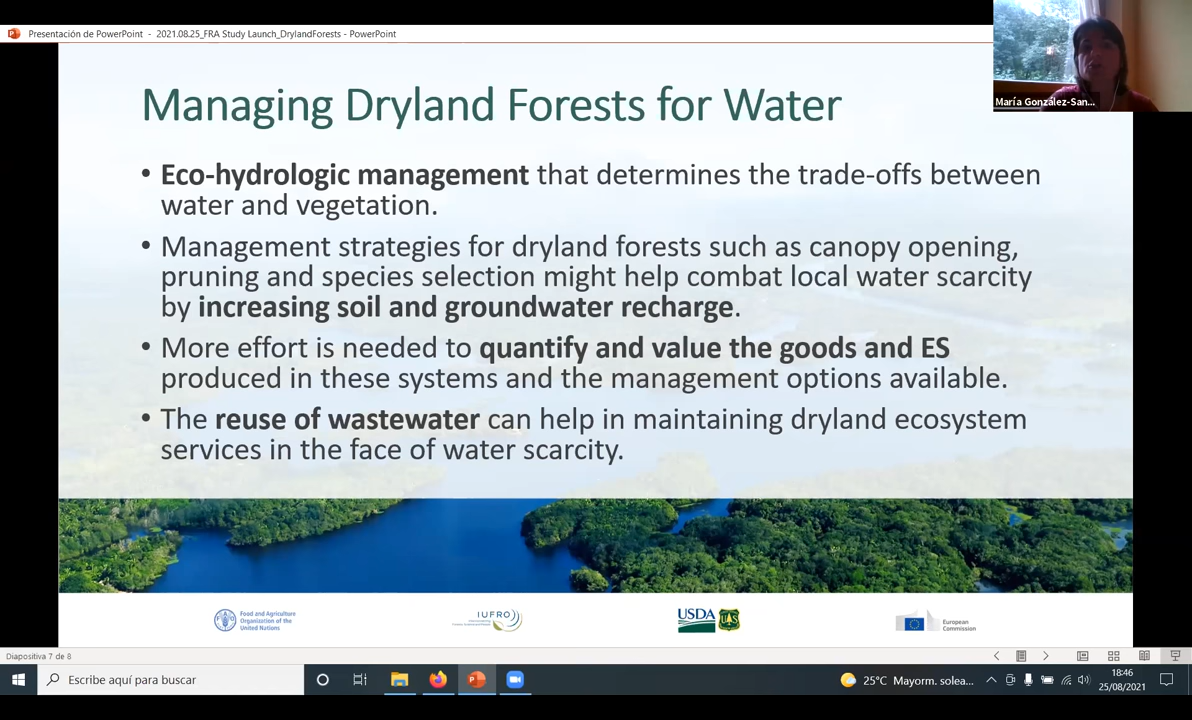 Presentación de PowerPoint - 2021.08.25_FRA Study Launch_DrylandForests - PowerPoint
María González-San...
Managing Dryland Forests for Water
• Eco-hydrologic management that determines the trade-offs between
water and vegetation.
• Management strategies for dryland forests such as canopy opening,
pruning and species selection might help combat local water scarcity
by increasing soil and groundwater recharge.
• More effort is needed to quantify and value the goods and ES
produced in these systems and the management options available.
• The reuse of wastewater can help in maintaining dryland ecosystem
services in the face of water scarcity.
Food and Agriculture
Organization of the
United Nations
IUFRO
USDA
UAS
European
Commission
Diapositiva 7 de 8
Escribe aquí para buscar
25°C Mayorm. solea...
18:46
25/08/2021